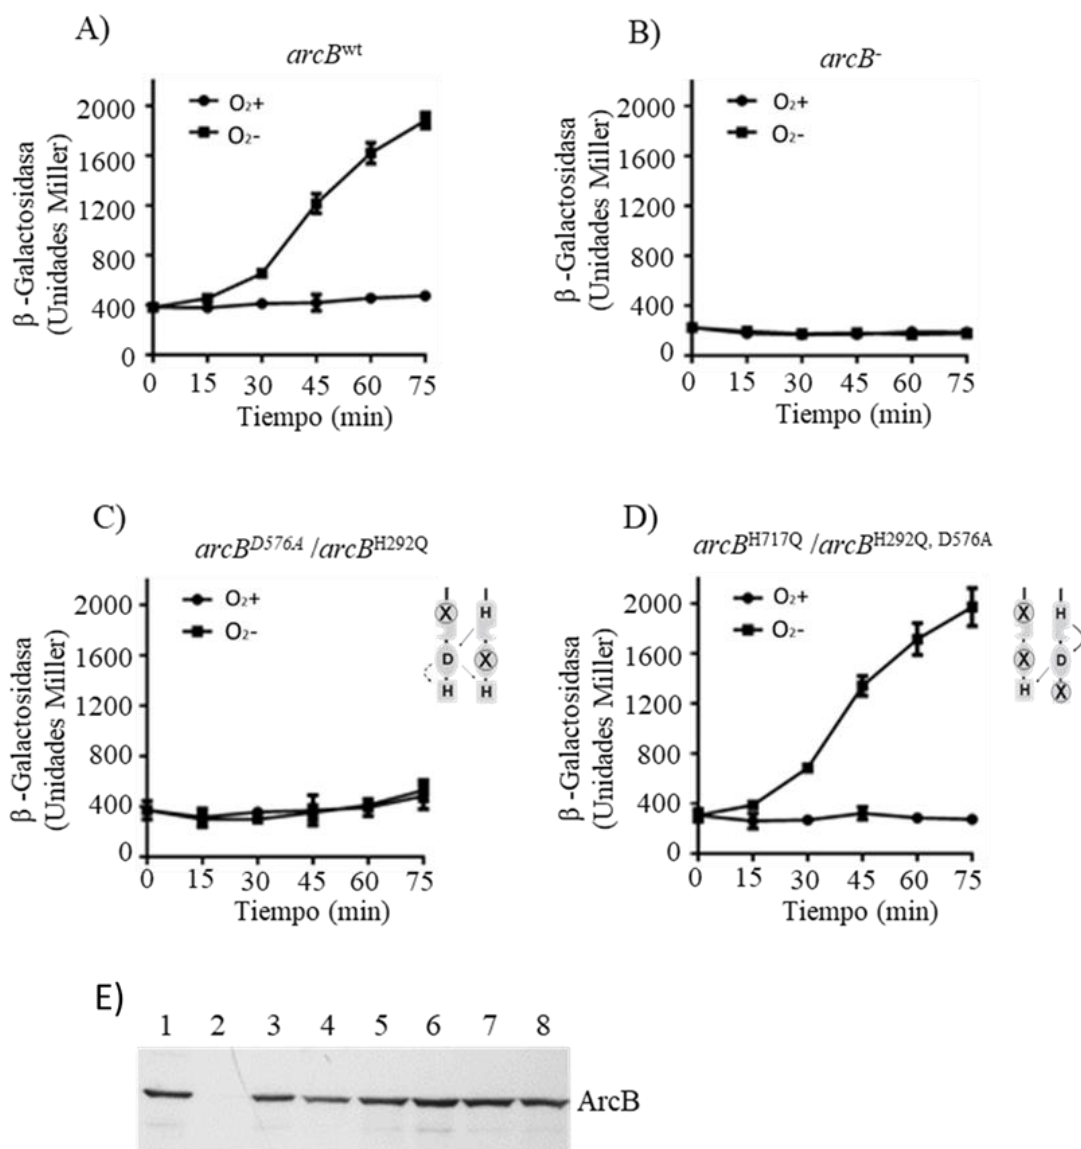 A)
arcBwt
O2+
O2-
β -Galactosidasa
(Unidades Miller)
2000
1600
1200
800
400
0
0 15 30 45 60 75
Tiempo (min)
B)
arcB-
O2+
O2-
β -Galactosidasa
(Unidades Miller)
2000
1600
1200
800
400
0
0 15 30 45 60 75
Tiempo (min)
C)
arcBD576A /arcBH292Q
O2+
O2-
β -Galactosidasa
(Unidades Miller)
2000
1600
1200
800
400
0
0 15 30 45 60 75
Tiempo (min)
X H
D X
H H
D)
arcBH717Q /arcBH292Q, D576A
O2+
O2-
β -Galactosidasa
(Unidades Miller)
2000
1600
1200
800
400
0
0 15 30 45 60 75
Tiempo (min)
X H
X D
H X
E)
1 2 3 4 5 6 7 8
ArcB